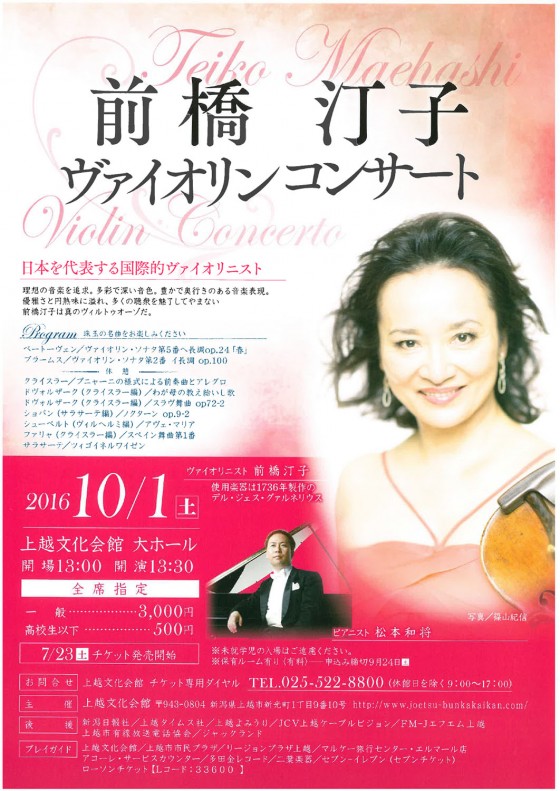 Teiko Maehashi
前橋 汀子
ヴァイオリンコンサート
Violin Concerto
日本を代表する国際的ヴァイオリニスト
理想の音楽を追求。多彩で深い音色。豊かで奥行きのある音楽表現。
優雅さと円熟味に溢れ、多くの聴衆を魅了してやまない
前橋汀子は真のヴィルトゥオーゾだ。
Program 珠玉の名曲をお楽しみください
ベートーヴェン/ヴァイオリン・ソナタ第5番ヘ長調op.24「春」
ブラームス/ヴァイオリン・ソナタ第2番 イ長調 op.100
休憩
クライスラー/プニャーニの様式による前奏曲とアレグロ
ドヴォルザーク(クライスラー編)/わが母の教え給いし歌
ドヴォルザーク(クライスラー編)/スラヴ舞曲 op72-2
ショパン(サラサーテ編)/ノクターン op.9-2
シューベルト(ヴィルヘルミ編)/アヴェ・マリア
ファリャ(クライスラー編)/スペイン舞曲第1番
サラサーテ/ツィゴイネルワイゼン
ヴァイオリニスト 前橋汀子
使用楽器は1736年製作の
デル・ジェス・グァルネリウス
2016 10/1 土
上越文化会館 大ホール
開場13:00 開演13:30
全席指定
一般………………3,000円
高校生以下…………500円
7/23土チケット発売開始
写真/篠山紀信
ピアニスト 松本和将
※未就学児の入場はご遠慮ください。
※保育ルーム有り(有料)―申込み締切9月24日土
お問合せ 上越文化会館 チケット専用ダイヤル TEL.025-522-8800(休館日を除く9:00〜17:00)
主催 上越文化会館 〒943-0804 新潟県上越市新光町1丁目9番10号 http://www.joetsu-bunkakaikan.com/
後援 新潟日報社/上越タイムス社/上越よみうり/JCV上越ケーブルビジョン/FM-Jエフエム上越
上越市有線放送電話協会/ジャックランド
プレイガイド 上越文化会館/上越市市民プラザ/リージョンプラザ上越/マルケー旅行センター・エルマール店
アコーレ・サービスカウンター/多田金レコード/二葉楽器/セブン-イレブン(セブンチケット)
ローソンチケット【Lコード:33600】